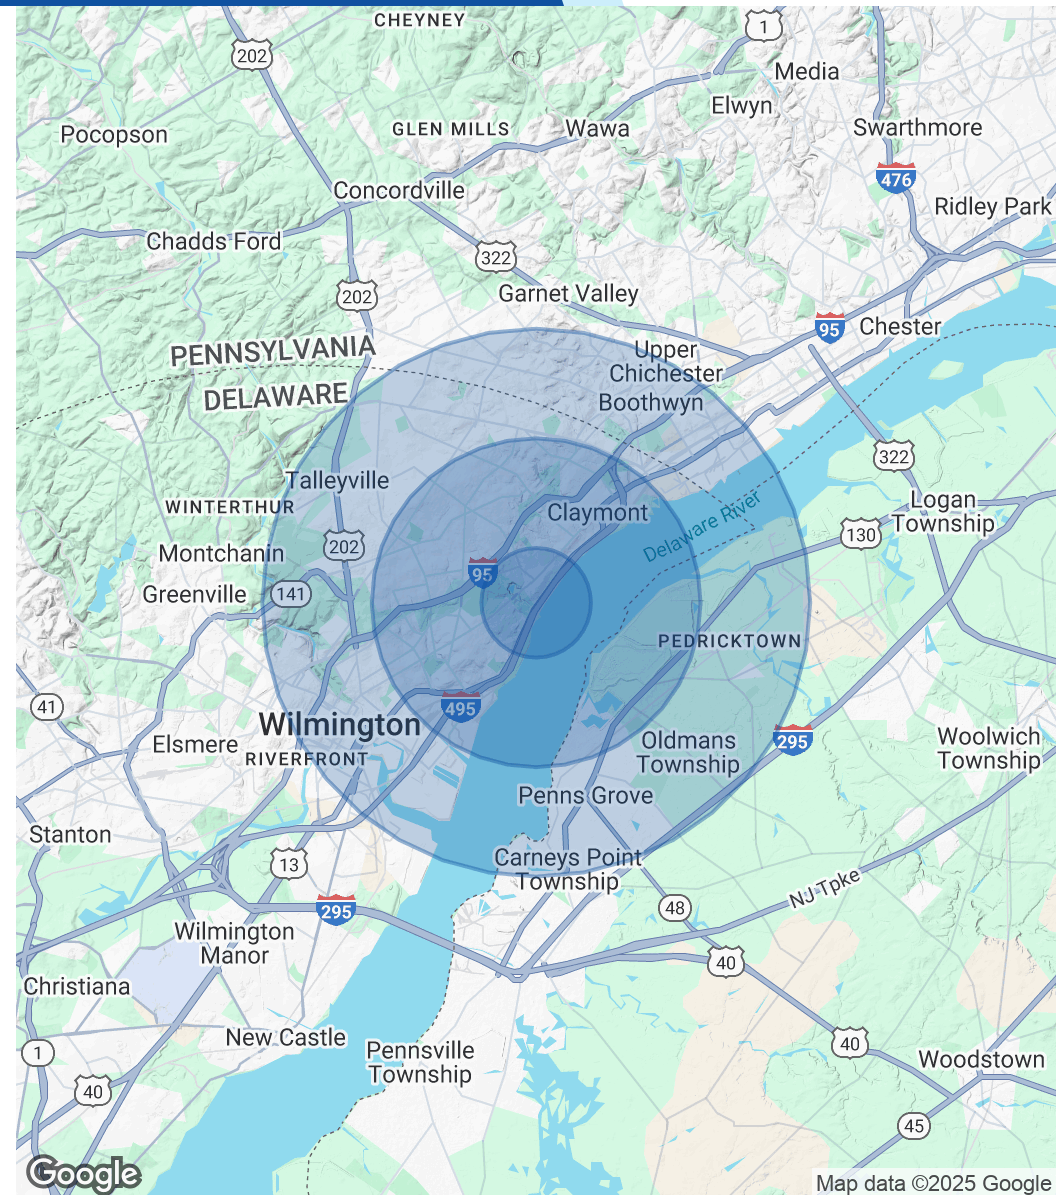 CHEYNEY
1
202
Media
Elwyn
Pocopson
GLEN MILLS
Wawa
Swarthmore
476
Concordville
Ridley Park
Chadds Ford
322
202
Garnet Valley
95
Chester
PENNSYLVANIA
Upper
Chichester
DELAWARE
Boothwyn
322
Talleyville
WINTERTHUR
Claymont
Logan
Township
Delaware River
130
Montchanin
202
95
Greenville
141
PEDRICKTOWN
41
495
Wilmington
Elsmere
RIVERFRONT
Oldmans
Township
295
Woolwich
Township
Penns Grove
Stanton
13
Carneys Point
Township
NJ Tpke
48
295
Wilmington
Manor
40
Christiana
New Castle
Pennsville
Township
1
40
40
Woodstown
45
Google
Map data ©2025 Google